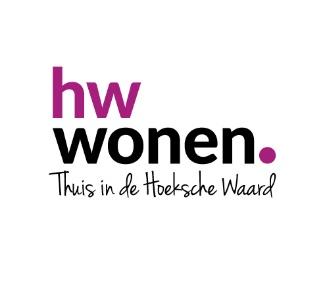 hw
wonen.
Thuis in de Hoeksche Waard